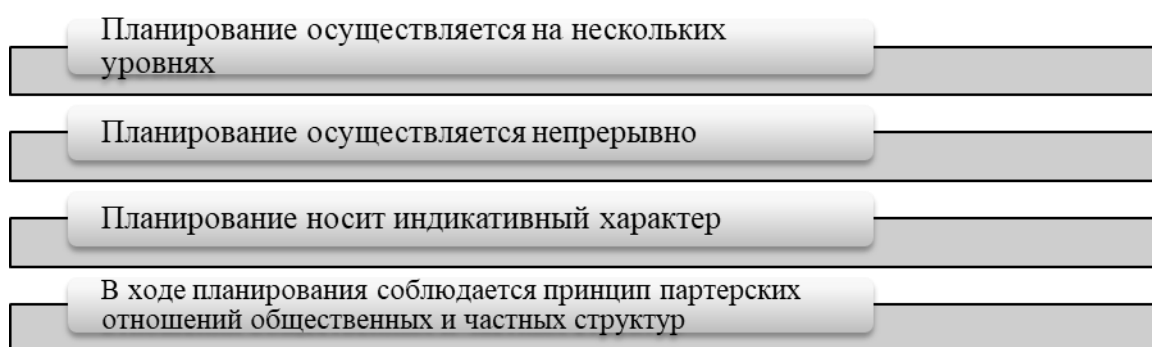 Планирование осуществляется на нескольких
уровнях
Планирование осуществляется непрерывно
Планирование носит индикативный характер
В ходе планирования соблюдается принцип партерских
отношений общественных и частных структур